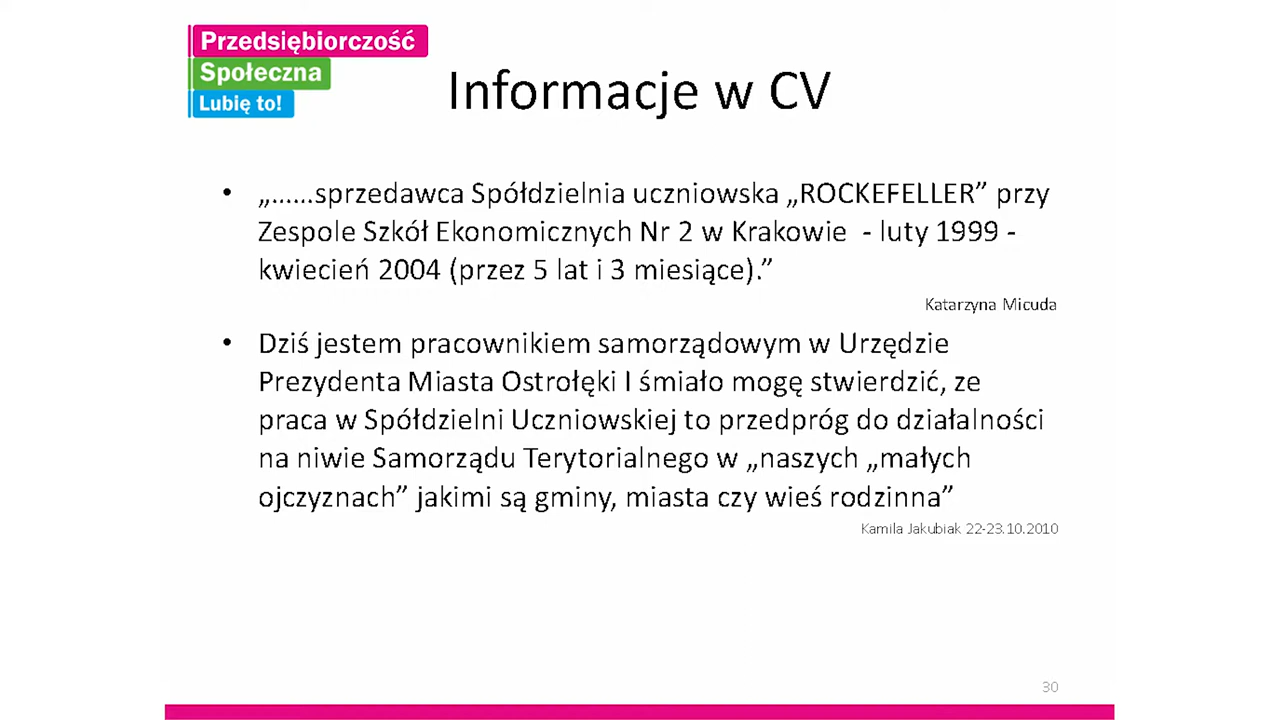 Przedsiębiorczość
Społeczna
Lubię to!
Informacje w CV
• „......sprzedawca Spółdzielnia uczniowska „ROCKEFELLER” przy
Zespole Szkół Ekonomicznych Nr 2 w Krakowie - luty 1999 -
kwiecień 2004 (przez 5 lat i 3 miesiące).”
Katarzyna Micuda
• Dziś jestem pracownikiem samorządowym w Urzędzie
Prezydenta Miasta Ostrołęki I śmiało mogę stwierdzić, ze
praca w Spółdzielni Uczniowskiej to przedpróg do działalności
na niwie Samorządu Terytorialnego w „naszych „małych
ojczyznach” jakimi są gminy, miasta czy wieś rodzinna”
Kamila Jakubiak 22-23.10.2010
30